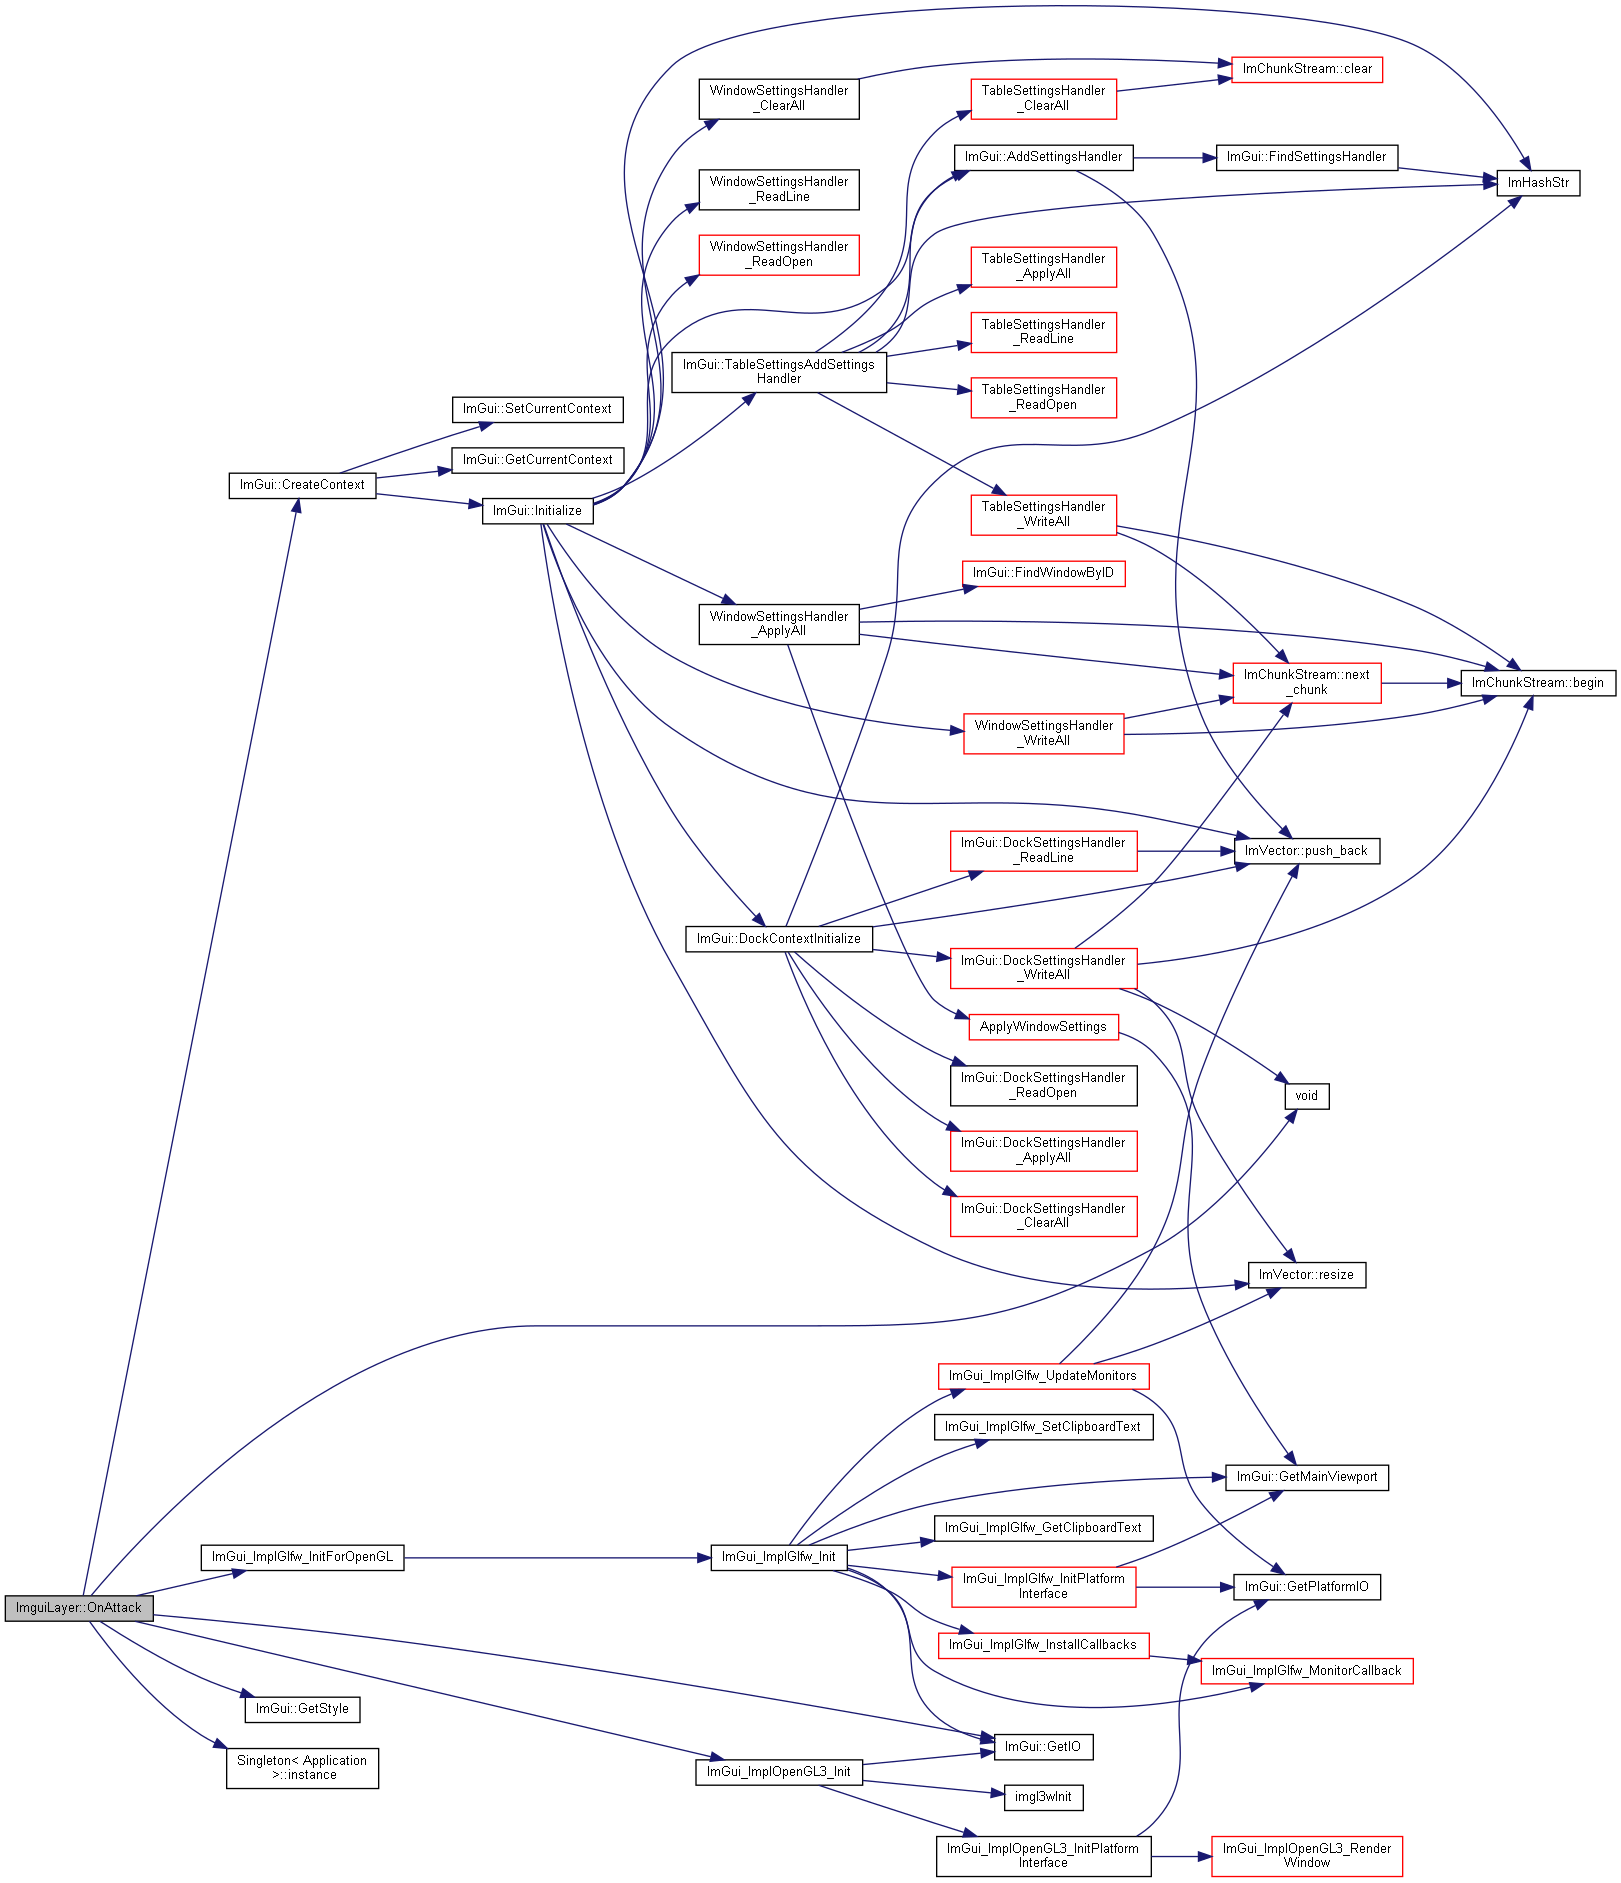 ImChunkStream::clear
WindowSettingsHandler
_ClearAll
TableSettingsHandler
_ClearAll
ImGui::AddSettingsHandler
ImGui::FindSettingsHandler
WindowSettingsHandler
_ReadLine
ImHashStr
WindowSettingsHandler
_ReadOpen
TableSettingsHandler
_ApplyAll
TableSettingsHandler
_ReadLine
ImGui::TableSettingsAddSettings
Handler
TableSettingsHandler
_ReadOpen
ImGui::SetCurrentContext
ImGui::GetCurrentContext
ImGui::CreateContext
ImGui::Initialize
TableSettingsHandler
_WriteAll
ImGui::FindWindowByID
WindowSettingsHandler
_ApplyAll
ImChunkStream::next
_chunk
ImChunkStream::begin
WindowSettingsHandler
_WriteAll
ImGui::DockSettingsHandler
_ReadLine
ImVector::push_back
ImGui::DockContextInitialize
ImGui::DockSettingsHandler
_WriteAll
ApplyWindowSettings
ImGui::DockSettingsHandler
_ReadOpen
void
ImGui::DockSettingsHandler
_ApplyAll
ImGui::DockSettingsHandler
_ClearAll
ImVector::resize
ImGui_ImplGlfw_UpdateMonitors
ImGui_ImplGlfw_SetClipboardText
ImGui::GetMainViewport
ImGui_ImplGlfw_GetClipboardText
ImGui_ImplGlfw_InitForOpenGL
ImGui_ImplGlfw_Init
ImGui_ImplGlfw_InitPlatform
Interface
ImGui::GetPlatformIO
ImguiLayer::OnAttack
ImGui_ImplGlfw_InstallCallbacks
ImGui_ImplGlfw_MonitorCallback
ImGui::GetStyle
ImGui::GetIO
Singleton< Application
>::instance
ImGui_ImplOpenGL3_Init
imgl3wInit
ImGui_ImplOpenGL3_InitPlatform
Interface
ImGui_ImplOpenGL3_Render
Window